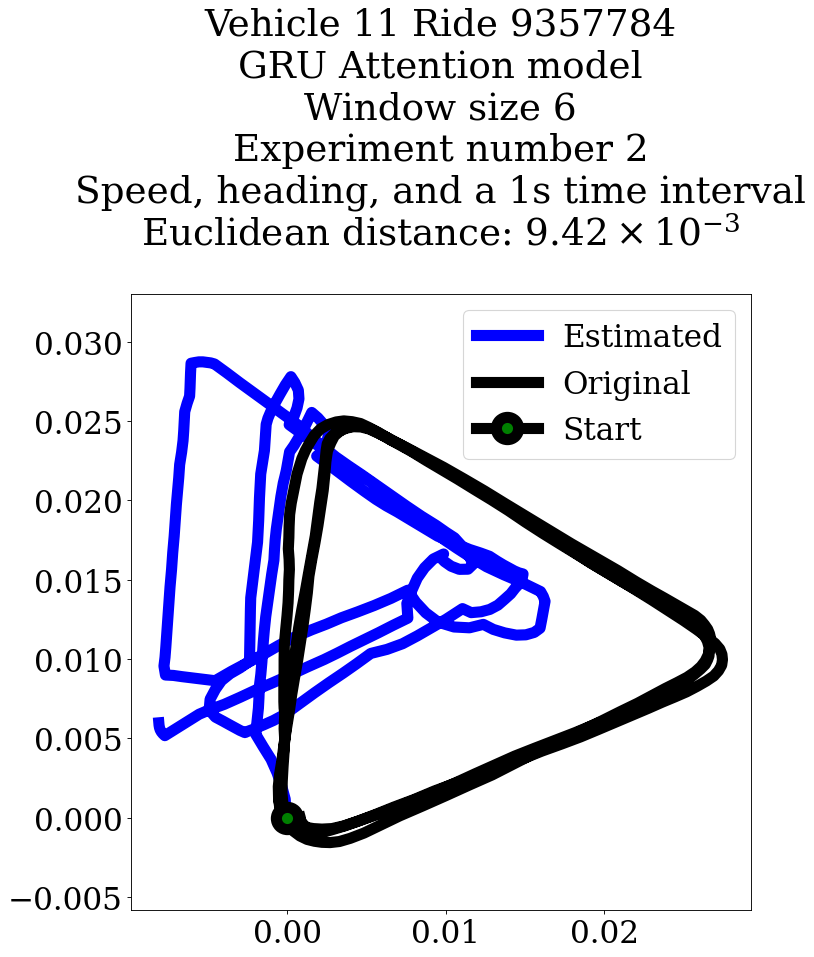 Vehicle 11 Ride 9357784
GRU Attention model
Window size 6
Experiment number 2
Speed, heading, and a 1s time interval
Euclidean distance: 9.42 × 10⁻³
Estimated
Original
Start
0.030
0.025
0.020
0.015
0.010
0.005
0.000
−0.005
0.00 0.01 0.02